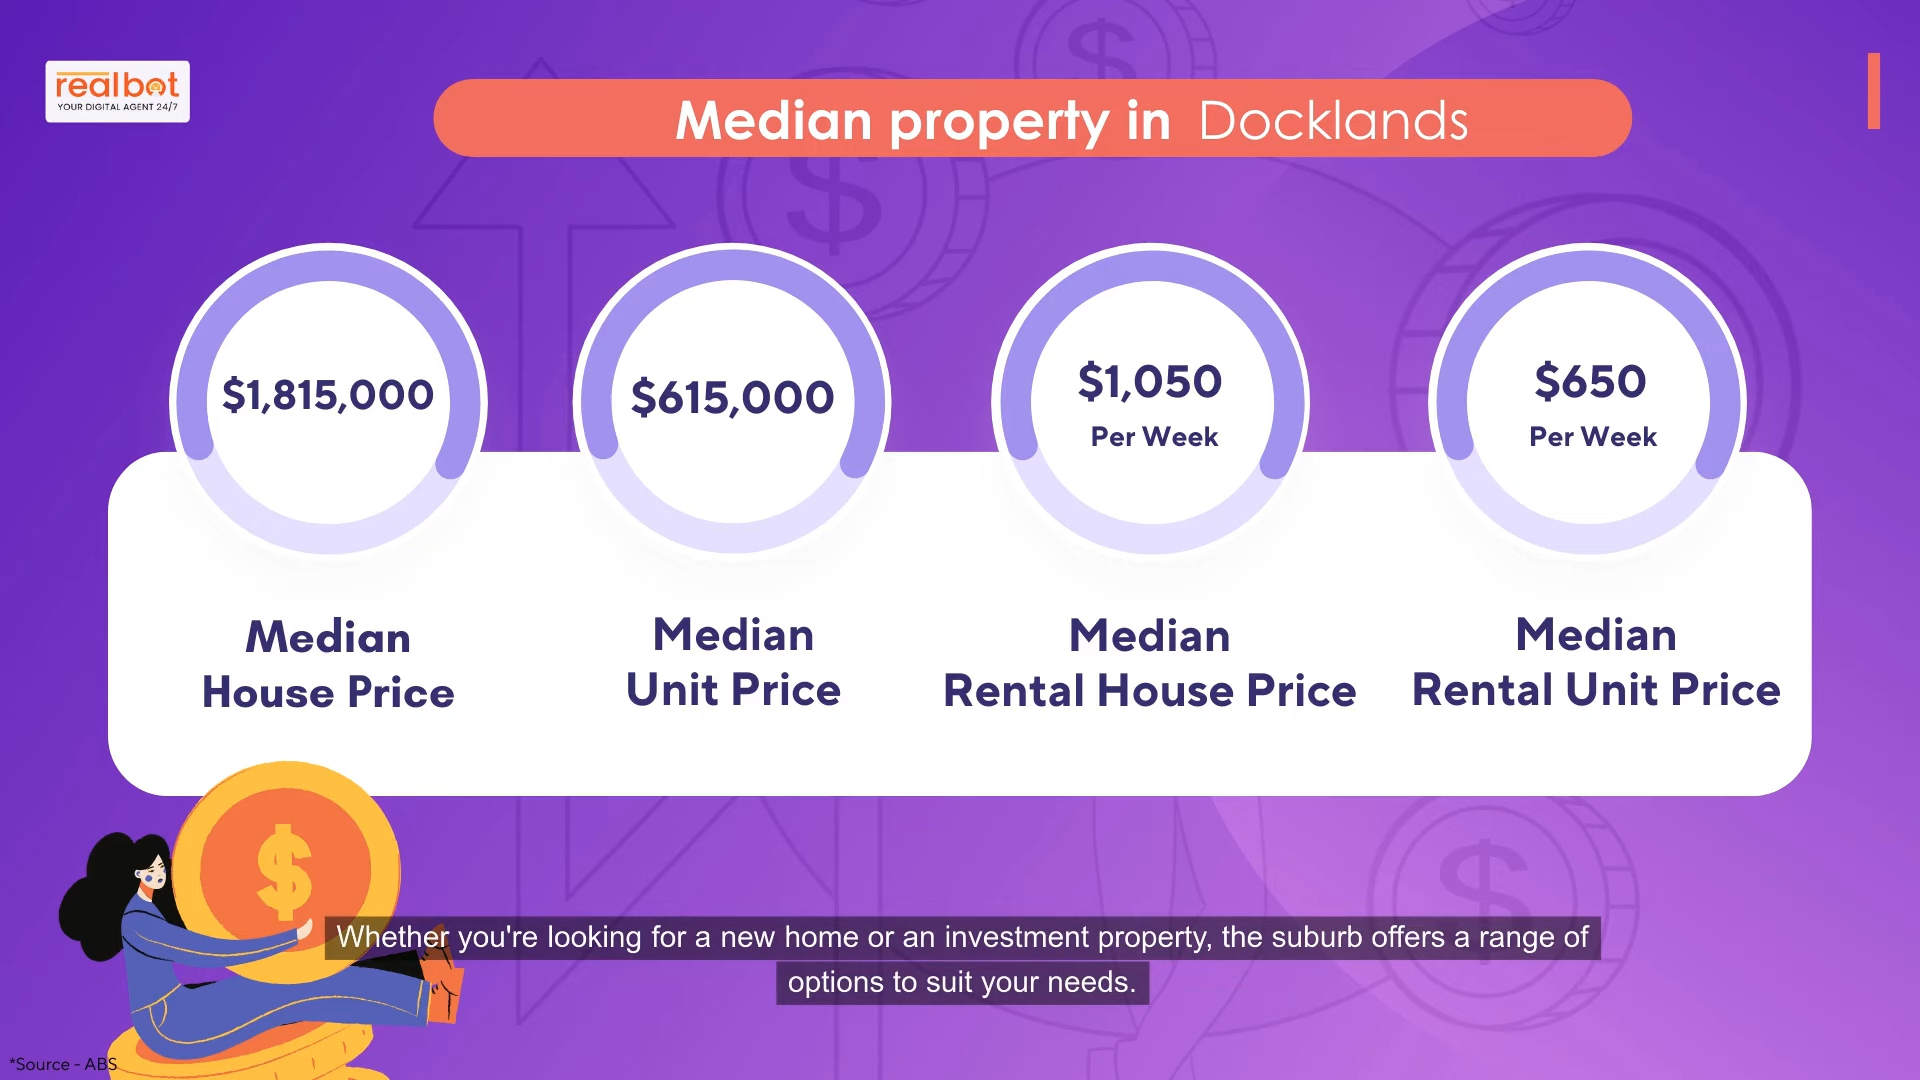 realbot
YOUR DIGITAL AGENT 24/7
Median property in Docklands
$1,815,000
$615,000
$1,050
Per Week
$650
Per Week
Median
House Price
Median
Unit Price
Median
Rental House Price
Median
Rental Unit Price
Whether you're looking for a new home or an investment property, the suburb offers a range of
options to suit your needs.
*Source - ABS